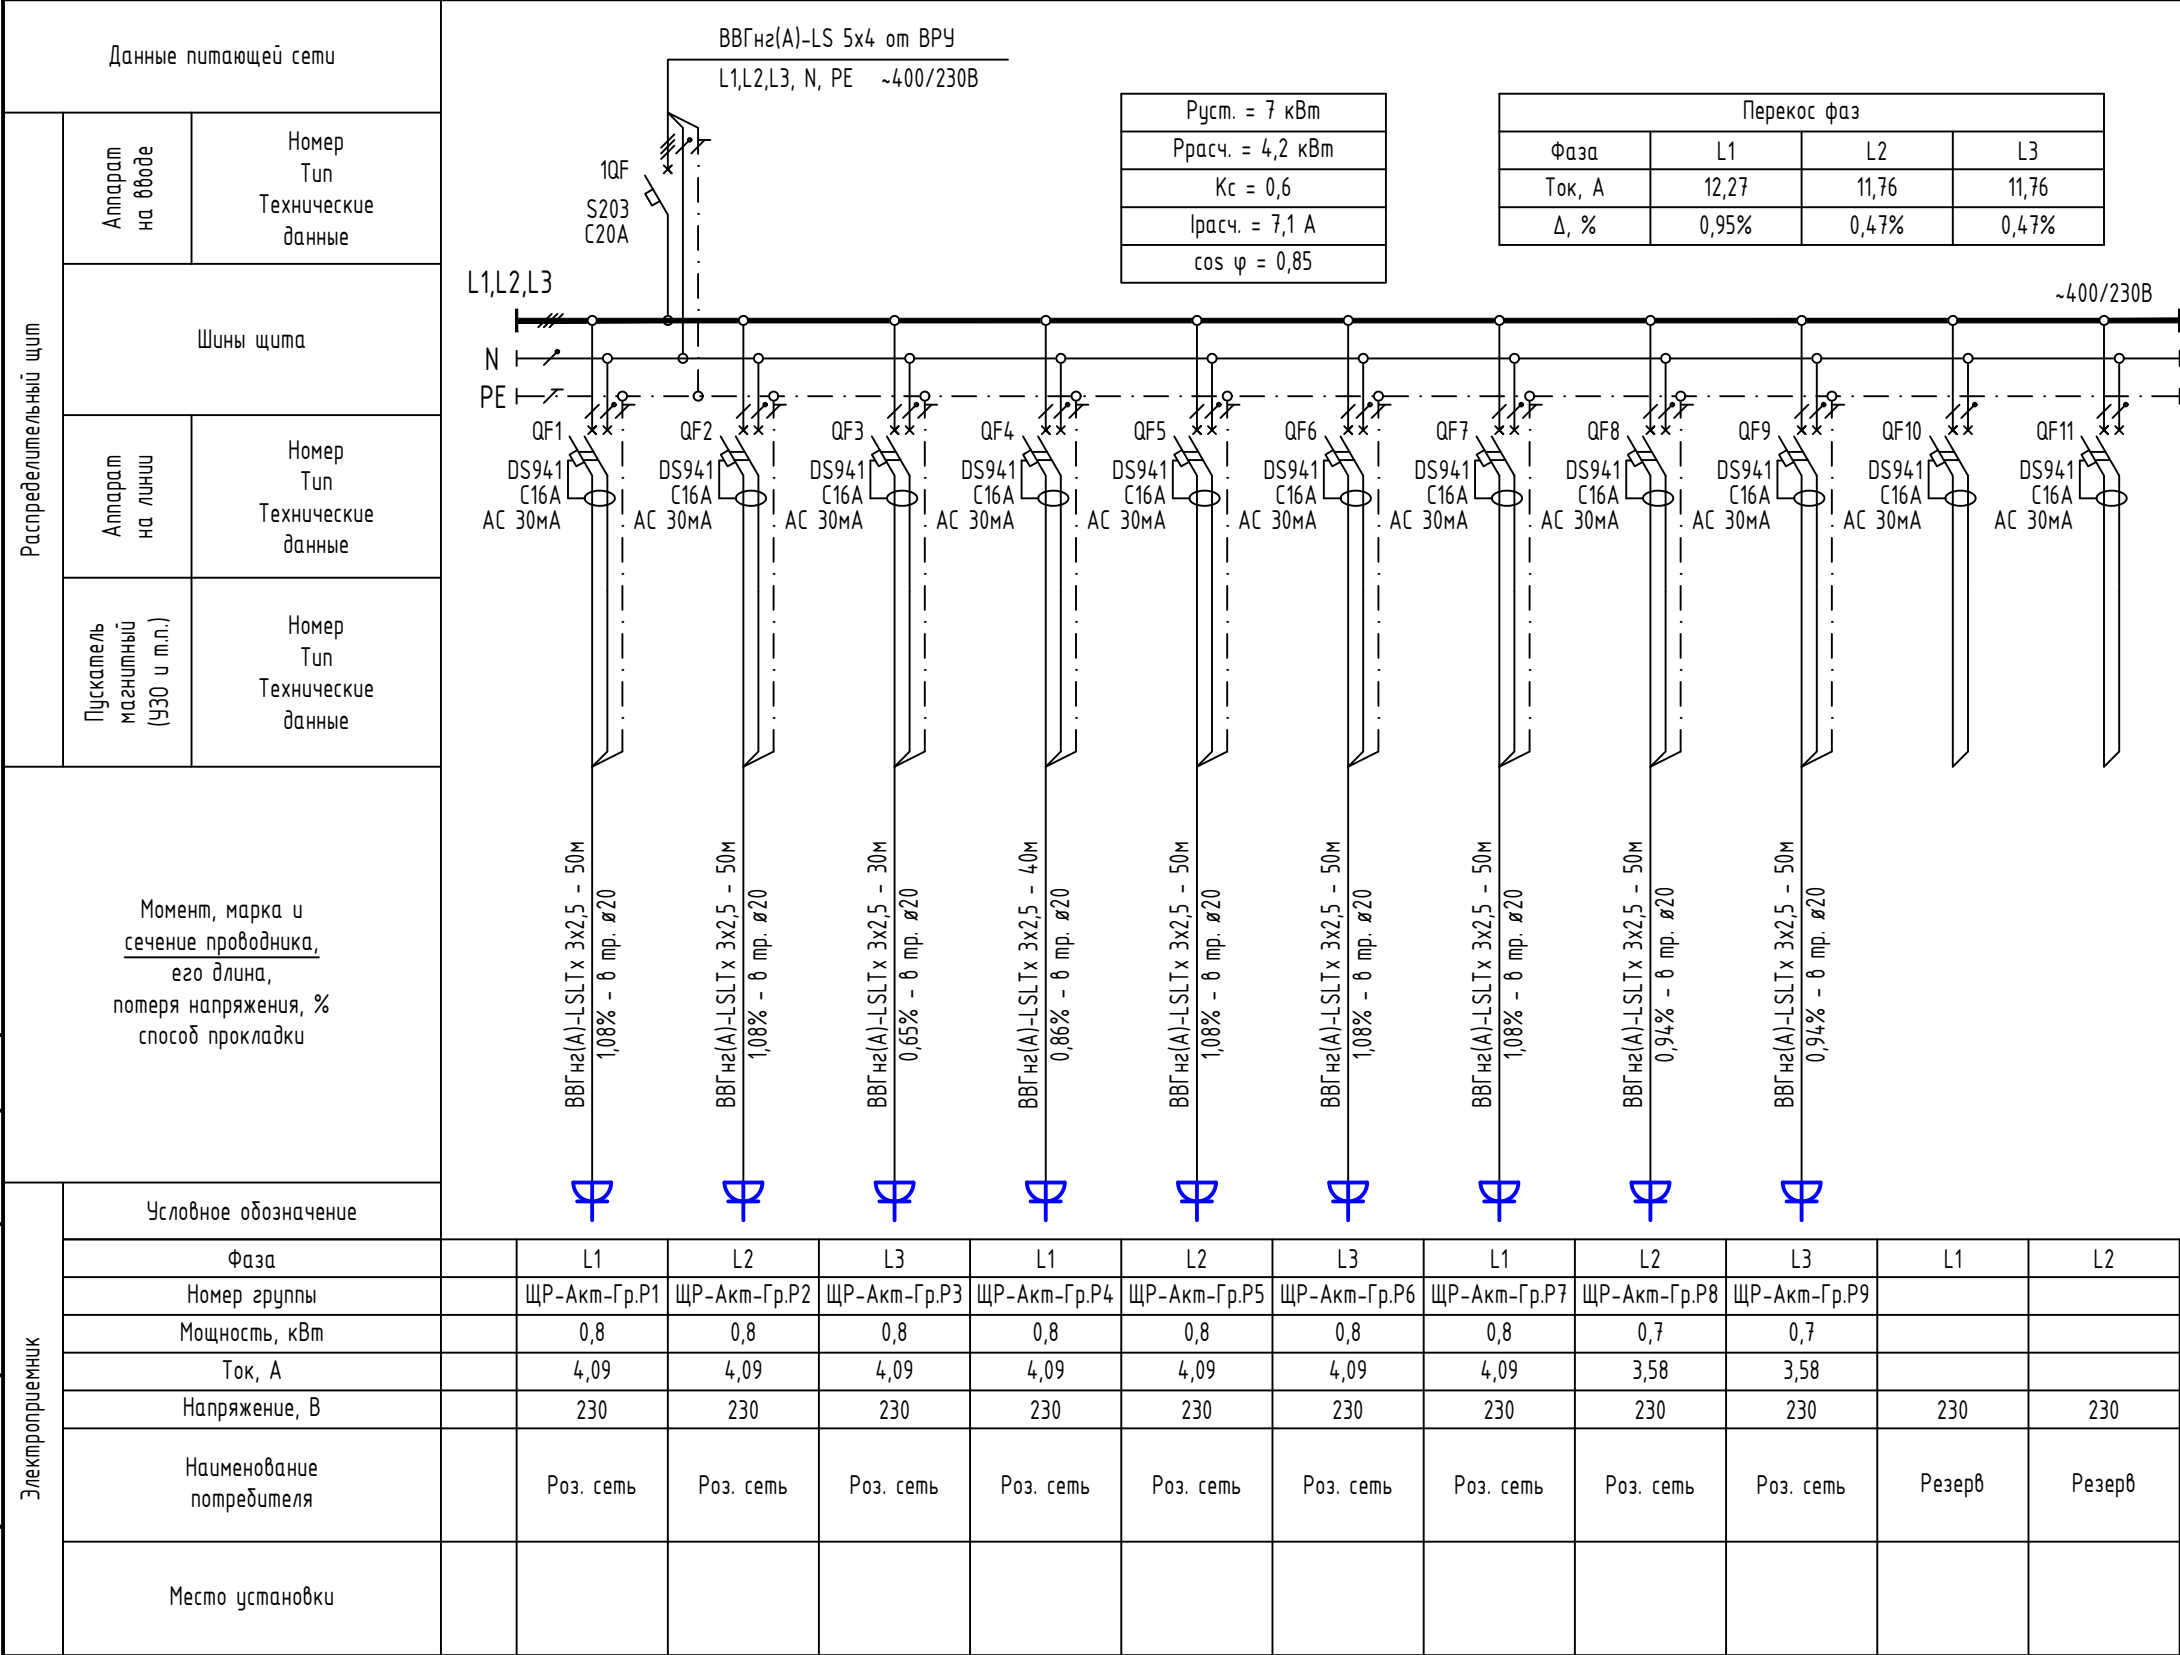 Данные питающей сети
ВВГнг(А)-LS 5х4 от ВРУ
L1,L2,L3, N, PE ~400/230В
Распределительный щит
Аппарат
на вводе
Номер
Тип
Технические
данные
1QF
S203
C20A
Руст. = 7 кВт
Ррасч. = 4,2 кВт
Кс = 0,6
Iрасч. = 7,1 А
cos φ = 0,85
Перекос фаз
Фаза L1 L2 L3
Ток, А 12,27 11,76 11,76
Δ, % 0,95% 0,47% 0,47%
Шины щита
L1,L2,L3
~400/230В
N
PE
Аппарат
на линии
Номер
Тип
Технические
данные
QF1 QF2 QF3 QF4 QF5 QF6 QF7 QF8 QF9 QF10 QF11
DS941 DS941 DS941 DS941 DS941 DS941 DS941 DS941 DS941 DS941 DS941
C16A C16A C16A C16A C16A C16A C16A C16A C16A C16A C16A
АС 30мА АС 30мА АС 30мА АС 30мА АС 30мА АС 30мА АС 30мА АС 30мА АС 30мА АС 30мА АС 30мА
Пускатель
магнитный
(УЗО и т.п.)
Номер
Тип
Технические
данные
Момент, марка и
сечение проводника,
его длина,
потеря напряжения, %
способ прокладки
ВВГнг(А)-LSLTx 3х2,5 - 50м
1,08% - в тр. ø20
ВВГнг(А)-LSLTx 3х2,5 - 50м
1,08% - в тр. ø20
ВВГнг(А)-LSLTx 3х2,5 - 30м
0,65% - в тр. ø20
ВВГнг(А)-LSLTx 3х2,5 - 40м
0,86% - в тр. ø20
ВВГнг(А)-LSLTx 3х2,5 - 50м
1,08% - в тр. ø20
ВВГнг(А)-LSLTx 3х2,5 - 50м
1,08% - в тр. ø20
ВВГнг(А)-LSLTx 3х2,5 - 50м
1,08% - в тр. ø20
ВВГнг(А)-LSLTx 3х2,5 - 50м
0,94% - в тр. ø20
ВВГнг(А)-LSLTx 3х2,5 - 50м
0,94% - в тр. ø20
Электроприемник
Условное обозначение
Фаза L1 L2 L3 L1 L2 L3 L1 L2 L3 L1 L2
Номер группы ЩР-Акт-Гр.Р1 ЩР-Акт-Гр.Р2 ЩР-Акт-Гр.Р3 ЩР-Акт-Гр.Р4 ЩР-Акт-Гр.Р5 ЩР-Акт-Гр.Р6 ЩР-Акт-Гр.Р7 ЩР-Акт-Гр.Р8 ЩР-Акт-Гр.Р9
Мощность, кВт 0,8 0,8 0,8 0,8 0,8 0,8 0,8 0,7 0,7
Ток, А 4,09 4,09 4,09 4,09 4,09 4,09 4,09 3,58 3,58
Напряжение, В 230 230 230 230 230 230 230 230 230 230 230
Наименование
потребителя
Роз. сеть Роз. сеть Роз. сеть Роз. сеть Роз. сеть Роз. сеть Роз. сеть Роз. сеть Роз. сеть Резерв Резерв
Место установки